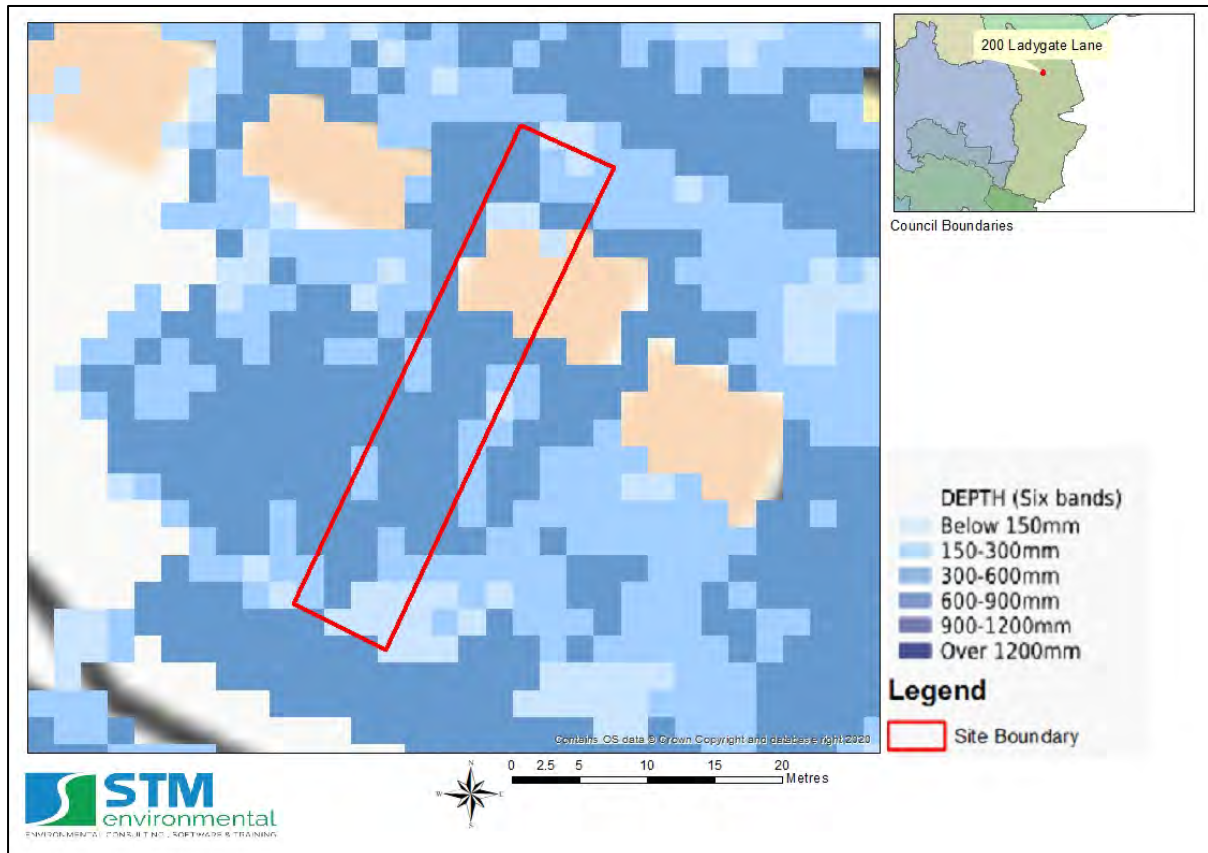 200 Ladygate Lane
Council Boundaries
DEPTH (Six bands)
Below 150mm
150-300mm
300-600mm
600-900mm
900-1200mm
Over 1200mm
Legend
Site Boundary
Contains OS data © Crown Copyright and database right 2020
STM
environmental
ENVIRONMENTAL CONSULTING, SOFTWARE & TRAINING
N
W
E
S
0 2.5 5 10 15 20
Metres